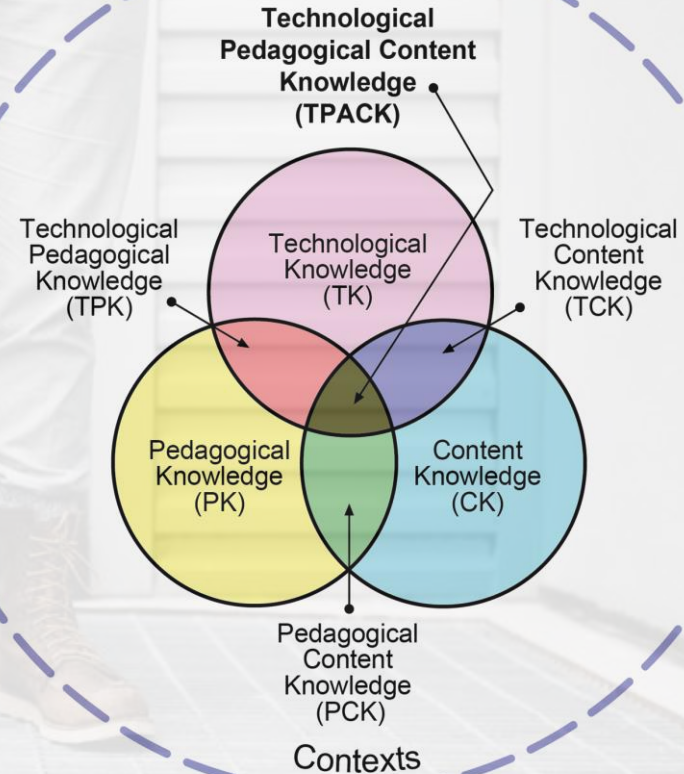 Technological
Pedagogical Content
Knowledge
(TPACK)
Technological
Pedagogical
Knowledge
(TPK)
Technological
Knowledge
(TK)
Technological
Content
Knowledge
(TCK)
Pedagogical
Knowledge
(PK)
Content
Knowledge
(CK)
Pedagogical
Content
Knowledge
(PCK)
Contexts